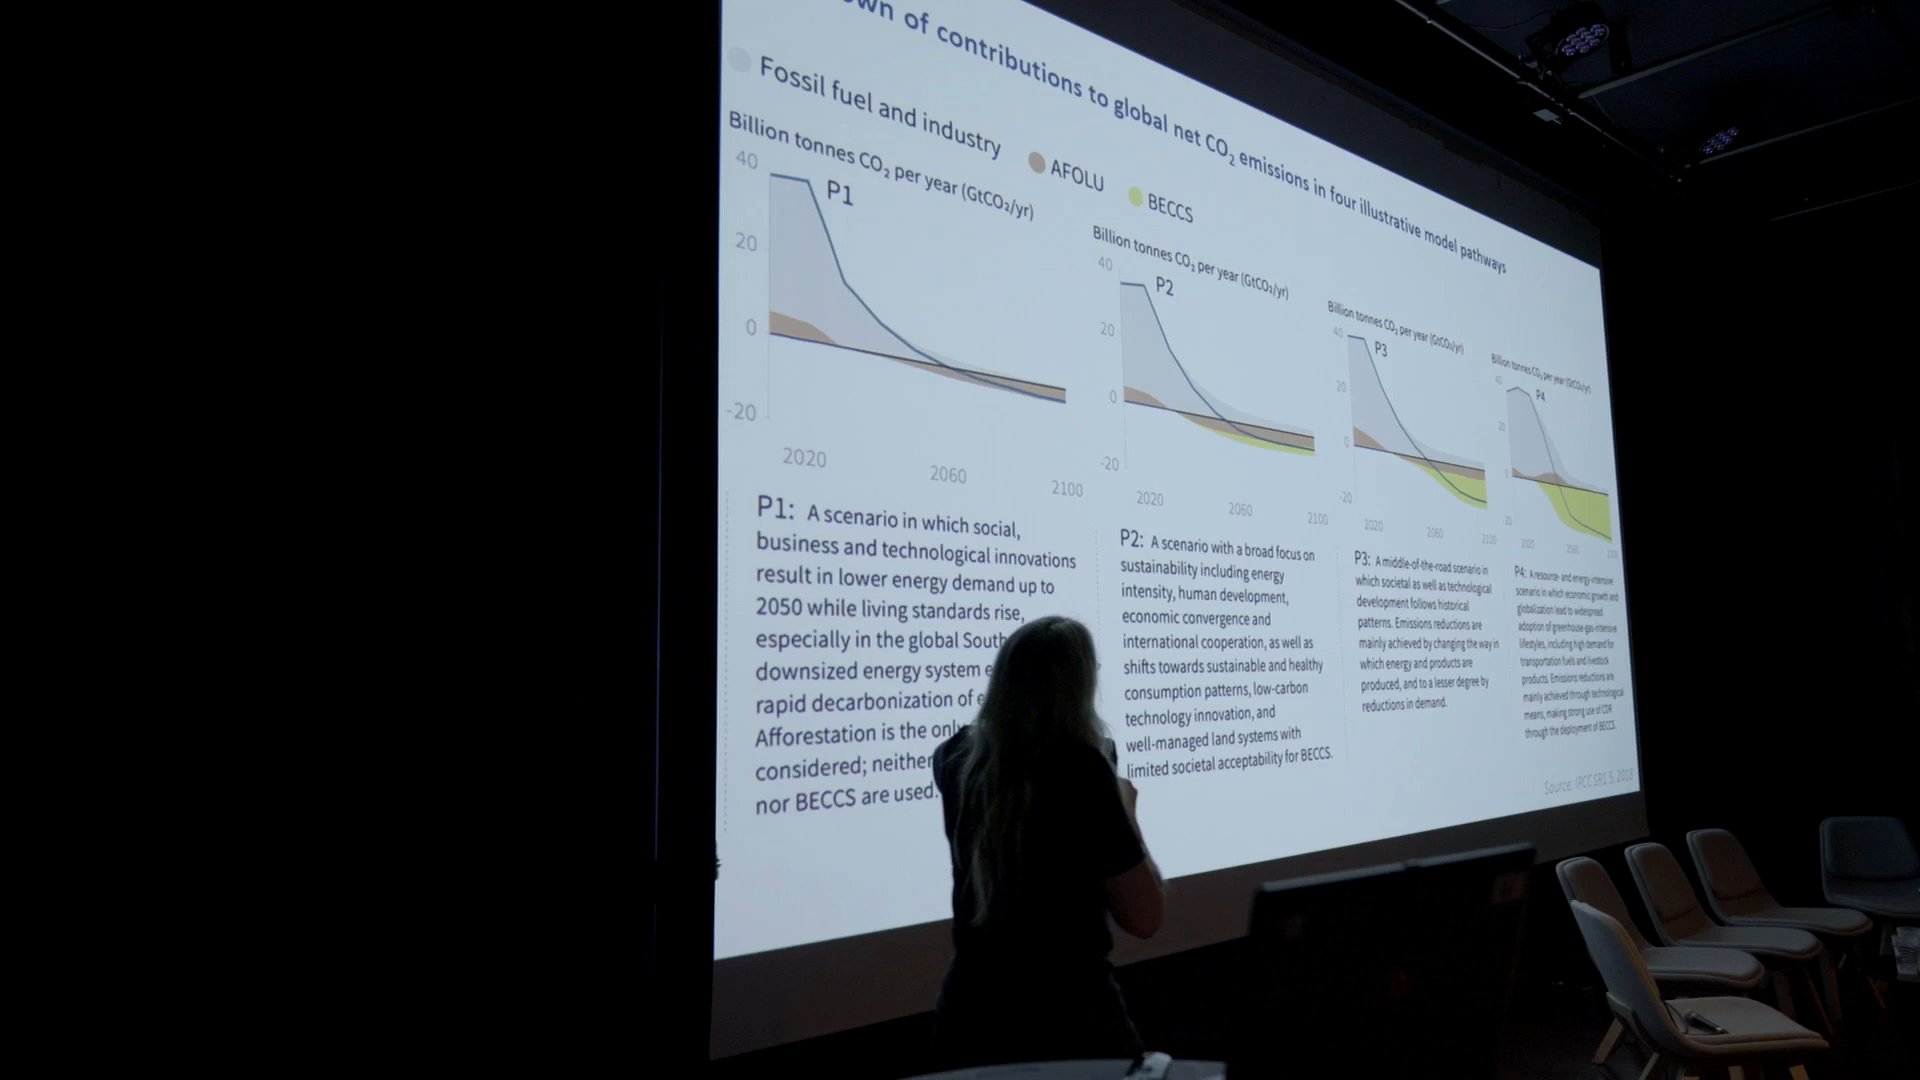 wn of contributions to global net CO₂ emissions in four illustrative model pathways
Fossil fuel and industry
AFOLU
BECCS
Billion tonnes CO₂ per year (GtCO₂/yr)
40
P1
20
0
-20
2020
2060
2100
P1: A scenario in which social,
business and technological innovations
result in lower energy demand up to
2050 while living standards rise,
especially in the global South
downsized energy system
rapid decarbonization of
Afforestation is the only
considered; neither
nor BECCS are used.
Billion tonnes CO₂ per year (GtCO₂/yr)
40
P2
20
0
-20
2020
2060
2100
P2: A scenario with a broad focus on
sustainability including energy
intensity, human development,
economic convergence and
international cooperation, as well as
shifts towards sustainable and healthy
consumption patterns, low-carbon
technology innovation, and
well-managed land systems with
limited societal acceptability for BECCS.
Billion tonnes CO₂ per year (GtCO₂/yr)
40
P3
20
0
-20
2020
2060
2100
P3: A middle-of-the-road scenario in
which societal as well as technological
development follows historical
patterns. Emissions reductions are
mainly achieved by changing the way in
which energy and products are
produced, and to a lesser degree by
reductions in demand.
Billion tonnes CO₂ per year (GtCO₂/yr)
40
P4
20
0
-20
2020
2060
2100
P4: A resource- and energy-intensive
scenario in which economic growth and
globalization lead to widespread
adoption of greenhouse-gas-intensive
lifestyles, including high demand for
transportation fuels and livestock
products. Emissions reductions are
mainly achieved through technological
means, making strong use of CDR
through the deployment of BECCS.
Source: IPCC SR1.5, 2018